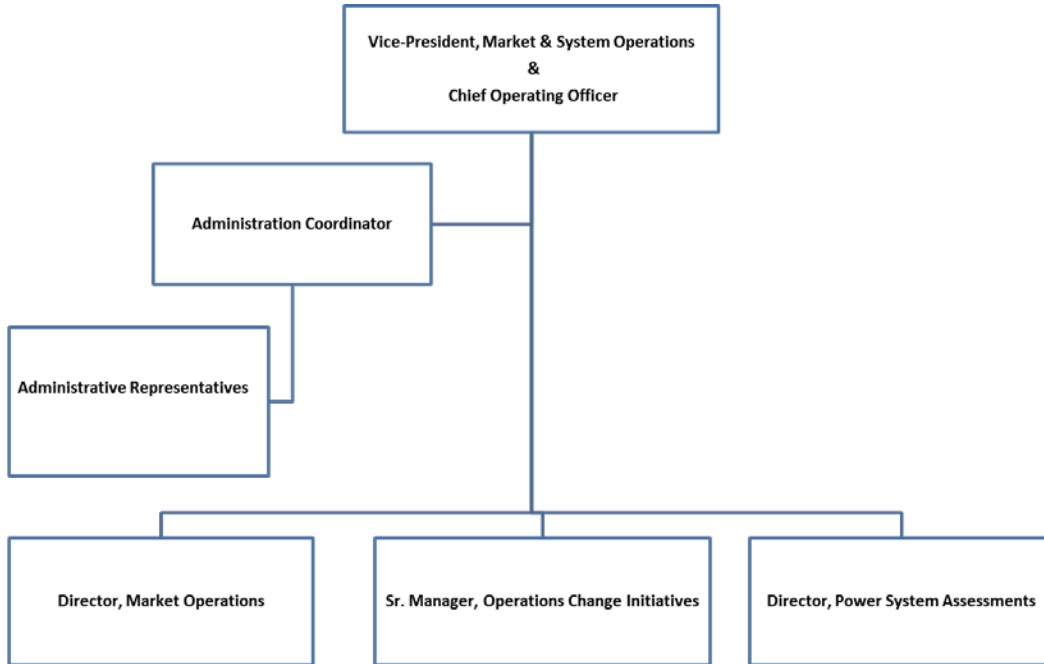 Vice-President, Market & System Operations
&
Chief Operating Officer
Administration Coordinator
Administrative Representatives
Director, Market Operations
Sr. Manager, Operations Change Initiatives
Director, Power System Assessments